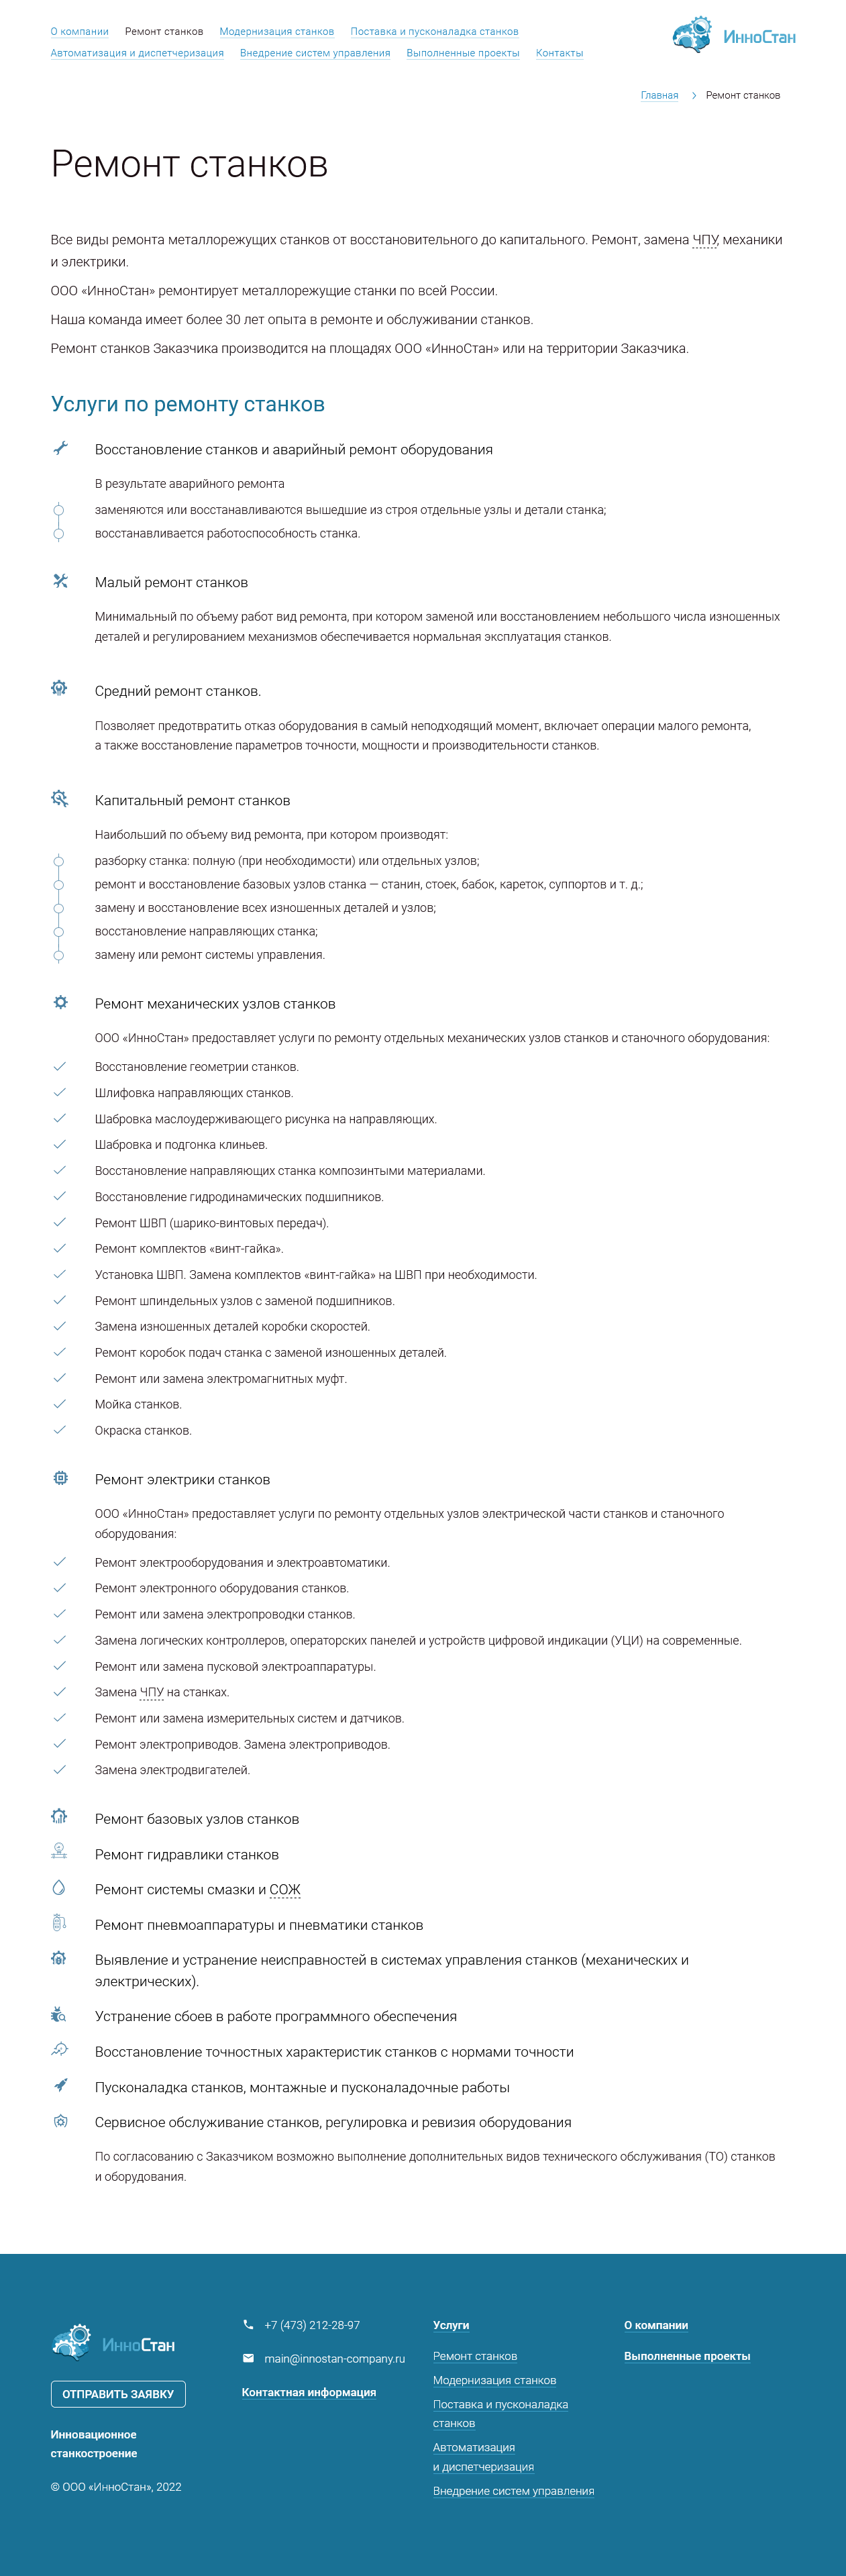 О компании Ремонт станков Модернизация станков Поставка и пусконаладка станков
Автоматизация и диспетчеризация Внедрение систем управления Выполненные проекты Контакты
ИнноСтан
Главная Ремонт станков
Ремонт станков
Все виды ремонта металлорежущих станков от восстановительного до капитального. Ремонт, замена ЧПУ, механики
и электрики.
ООО «ИнноСтан» ремонтирует металлорежущие станки по всей России.
Наша команда имеет более 30 лет опыта в ремонте и обслуживании станков.
Ремонт станков Заказчика производится на площадях ООО «ИнноСтан» или на территории Заказчика.
Услуги по ремонту станков
Восстановление станков и аварийный ремонт оборудования
В результате аварийного ремонта
заменяются или восстанавливаются вышедшие из строя отдельные узлы и детали станка;
восстанавливается работоспособность станка.
Малый ремонт станков
Минимальный по объему работ вид ремонта, при котором заменой или восстановлением небольшого числа изношенных
деталей и регулированием механизмов обеспечивается нормальная эксплуатация станков.
Средний ремонт станков.
Позволяет предотвратить отказ оборудования в самый неподходящий момент, включает операции малого ремонта,
а также восстановление параметров точности, мощности и производительности станков.
Капитальный ремонт станков
Наибольший по объему вид ремонта, при котором производят:
разборку станка: полную (при необходимости) или отдельных узлов;
ремонт и восстановление базовых узлов станка — станин, стоек, бабок, кареток, суппортов и т. д.;
замену и восстановление всех изношенных деталей и узлов;
восстановление направляющих станка;
замену или ремонт системы управления.
Ремонт механических узлов станков
ООО «ИнноСтан» предоставляет услуги по ремонту отдельных механических узлов станков и станочного оборудования:
Восстановление геометрии станков.
Шлифовка направляющих станков.
Шабровка маслоудерживающего рисунка на направляющих.
Шабровка и подгонка клиньев.
Восстановление направляющих станка композинтыми материалами.
Восстановление гидродинамических подшипников.
Ремонт ШВП (шарико-винтовых передач).
Ремонт комплектов «винт-гайка».
Установка ШВП. Замена комплектов «винт-гайка» на ШВП при необходимости.
Ремонт шпиндельных узлов с заменой подшипников.
Замена изношенных деталей коробки скоростей.
Ремонт коробок подач станка с заменой изношенных деталей.
Ремонт или замена электромагнитных муфт.
Мойка станков.
Окраска станков.
Ремонт электрики станков
ООО «ИнноСтан» предоставляет услуги по ремонту отдельных узлов электрической части станков и станочного
оборудования:
Ремонт электрооборудования и электроавтоматики.
Ремонт электронного оборудования станков.
Ремонт или замена электропроводки станков.
Замена логических контроллеров, операторских панелей и устройств цифровой индикации (УЦИ) на современные.
Ремонт или замена пусковой электроаппаратуры.
Замена ЧПУ на станках.
Ремонт или замена измерительных систем и датчиков.
Ремонт электроприводов. Замена электроприводов.
Замена электродвигателей.
Ремонт базовых узлов станков
Ремонт гидравлики станков
Ремонт системы смазки и СОЖ
Ремонт пневмоаппаратуры и пневматики станков
Выявление и устранение неисправностей в системах управления станков (механических и
электрических).
Устранение сбоев в работе программного обеспечения
Восстановление точностных характеристик станков с нормами точности
Пусконаладка станков, монтажные и пусконаладочные работы
Сервисное обслуживание станков, регулировка и ревизия оборудования
По согласованию с Заказчиком возможно выполнение дополнительных видов технического обслуживания (ТО) станков
и оборудования.
ИнноСтан
ОТПРАВИТЬ ЗАЯВКУ
Инновационное
станкостроение
© ООО «ИнноСтан», 2022
+7 (473) 212-28-97
main@innostan-company.ru
Контактная информация
Услуги
Ремонт станков
Модернизация станков
Поставка и пусконаладка
станков
Автоматизация
и диспетчеризация
Внедрение систем управления
О компании
Выполненные проекты